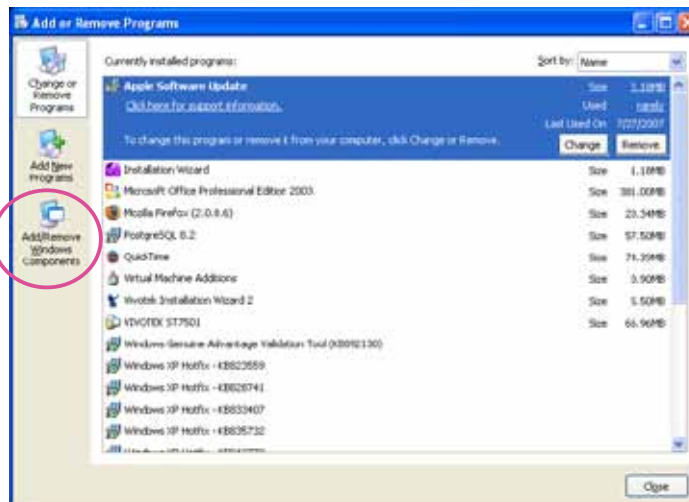 Add or Remove Programs
Change or
Remove
Programs
Add New
Programs
Add/Remove
Windows
Components
Currently installed programs:
Sort by: Name
Apple Software Update Size 2.18MB
Click here for support information. Used rarely
Last Used On 7/27/2007
To change this program or remove it from your computer, click Change or Remove. Change Remove
Installation Wizard Size 1.18MB
Microsoft Office Professional Edition 2003 Size 381.00MB
Mozilla Firefox (2.0.0.6) Size 23.34MB
PostgreSQL 8.2 Size 57.50MB
QuickTime Size 74.39MB
Virtual Machine Additions Size 3.90MB
Vivotek Installation Wizard 2 Size 5.50MB
VIVOTEK ST7501 Size 66.96MB
Windows Genuine Advantage Validation Tool (KB892130)
Windows XP Hotfix - KB823559
Windows XP Hotfix - KB828741
Windows XP Hotfix - KB833407
Windows XP Hotfix - KB835732
Close